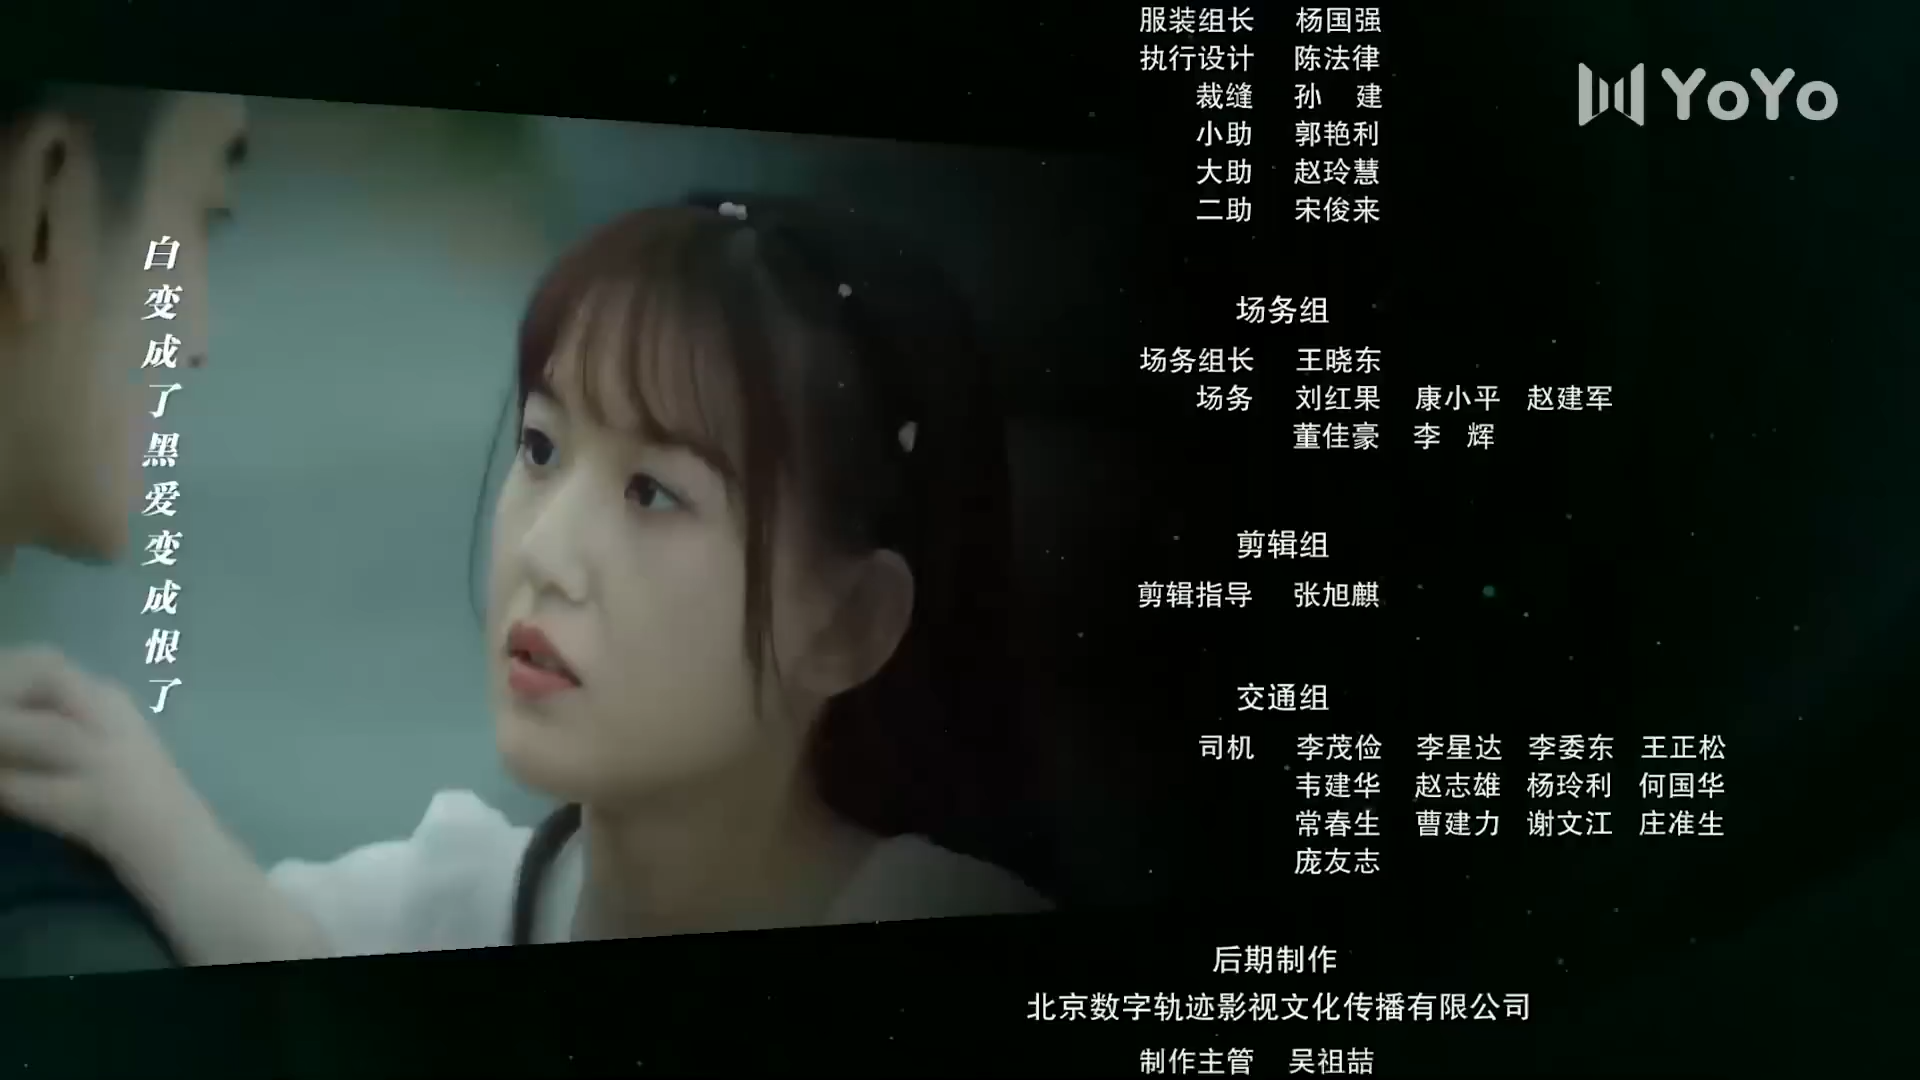 白变成了黑爱变成恨了
YoYo
服装组长 杨国强
执行设计 陈法律
裁缝 孙 建
小助 郭艳利
大助 赵玲慧
二助 宋俊来
场务组
场务组长 王晓东
场务 刘红果 康小平 赵建军
董佳豪 李 辉
剪辑组
剪辑指导 张旭麒
交通组
司机 李茂俭 李星达 李委东 王正松
韦建华 赵志雄 杨玲利 何国华
常春生 曹建力 谢文江 庄准生
庞友志
后期制作
北京数字轨迹影视文化传播有限公司
制作主管 吴祖喆